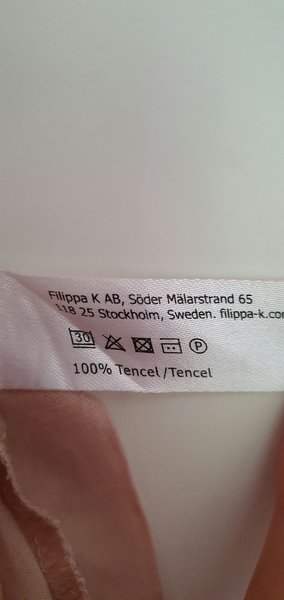 Filippa K AB, Söder Mälarstrand 65
118 25 Stockholm, Sweden. filippa-k.com
30 P
100% Tencel/Tencel